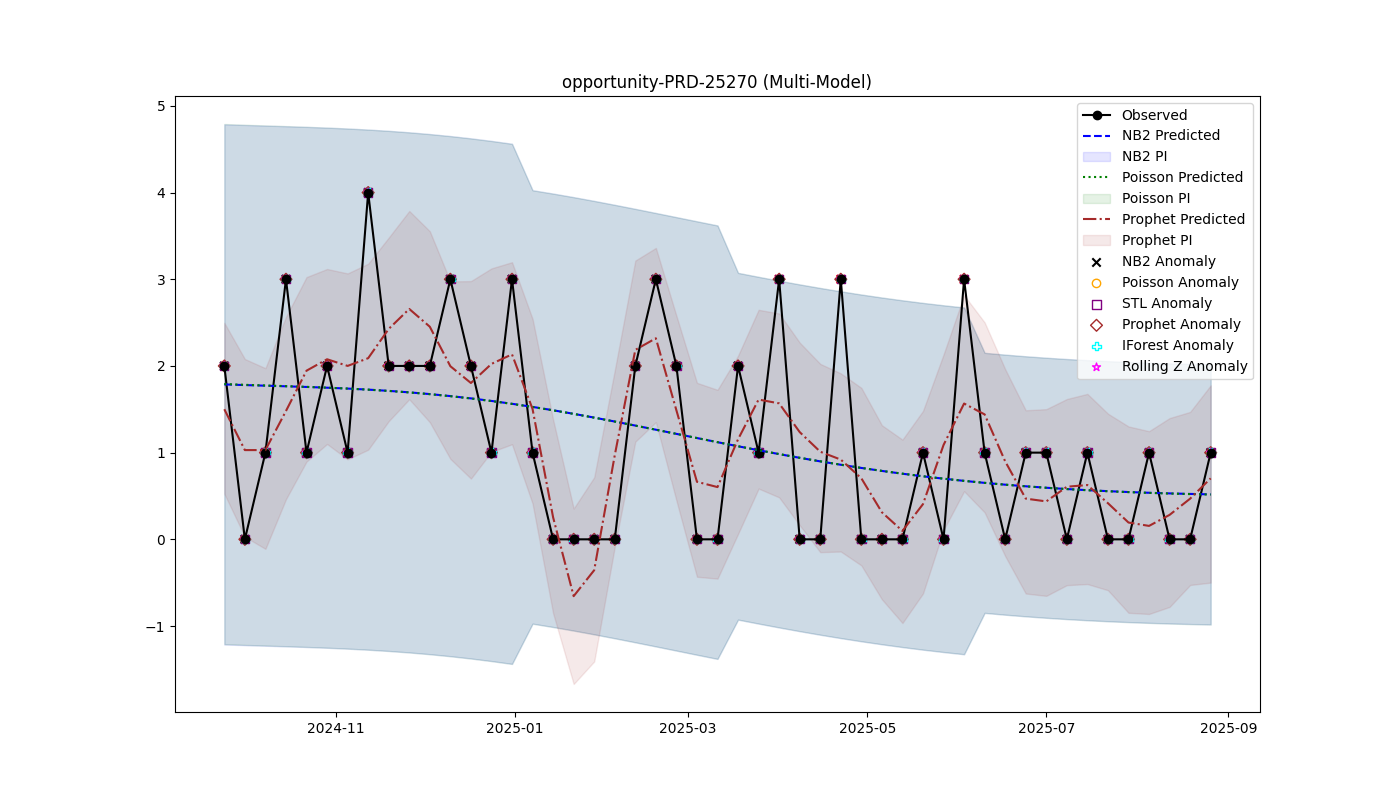 opportunity-PRD-25270 (Multi-Model)
5
4
3
2
1
0
−1
2024-11
2025-01
2025-03
2025-05
2025-07
2025-09
Observed
NB2 Predicted
NB2 PI
Poisson Predicted
Poisson PI
Prophet Predicted
Prophet PI
NB2 Anomaly
Poisson Anomaly
STL Anomaly
Prophet Anomaly
IForest Anomaly
Rolling Z Anomaly